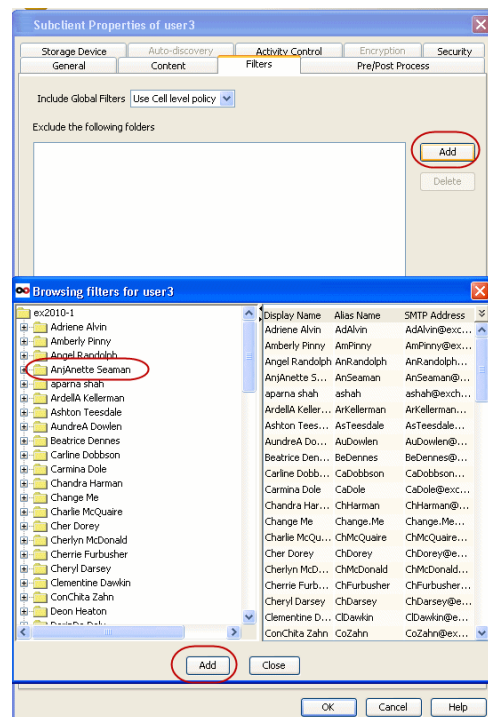 Subclient Properties of user3
Storage Device Auto-discovery Activity Control Encryption Security
General Content Filters Pre/Post Process
Include Global Filters Use Cell level policy
Exclude the following folders
Add
Delete
Browsing filters for user3
ex2010-1
Adriene Alvin
Amberly Pinny
Angel Randolph
AnjAnette Seaman
aparna shah
ArdellA Kellerman
Ashton Teesdale
AundreA Dowlen
Beatrice Dennes
Carline Dobbson
Carmina Dole
Chandra Harman
Change Me
Charlie McQuaire
Cher Dorey
Cherlyn McDonald
Cherrie Furbusher
Cheryl Darsey
Clementine Dawkin
ConChita Zahn
Deon Heaton
Display Name Alias Name SMTP Address
Adriene Alvin AdAlvin AdAlvin@exc...
Amberly Pinny AmPinny AmPinny@ex...
Angel Randolph AnRandolph AnRandolph...
AnjAnette S... AnSeaman AnSeaman@...
aparna shah ashah ashah@exch...
ArdellA Keller... ArKellerman ArKellerman...
Ashton Tees... AsTeesdale AsTeesdale...
AundreA Do... AuDowlen AuDowlen@...
Beatrice Den... BeDennes BeDennes@...
Carline Dobb... CaDobbson CaDobbson...
Carmina Dole CaDole CaDole@exc...
Chandra Har... ChHarman ChHarman@...
Change Me Change.Me Change.Me...
Charlie McQu... ChMcQuaire ChMcQuaire...
Cher Dorey ChDorey ChDorey@e...
Cherlyn McD... ChMcDonald ChMcDonald...
Cherrie Furb... ChFurbusher ChFurbusher...
Cheryl Darsey ChDarsey ChDarsey@e...
Clementine D... ClDawkin ClDawkin@e...
ConChita Zahn CoZahn CoZahn@ex...
Add Close
OK Cancel Help